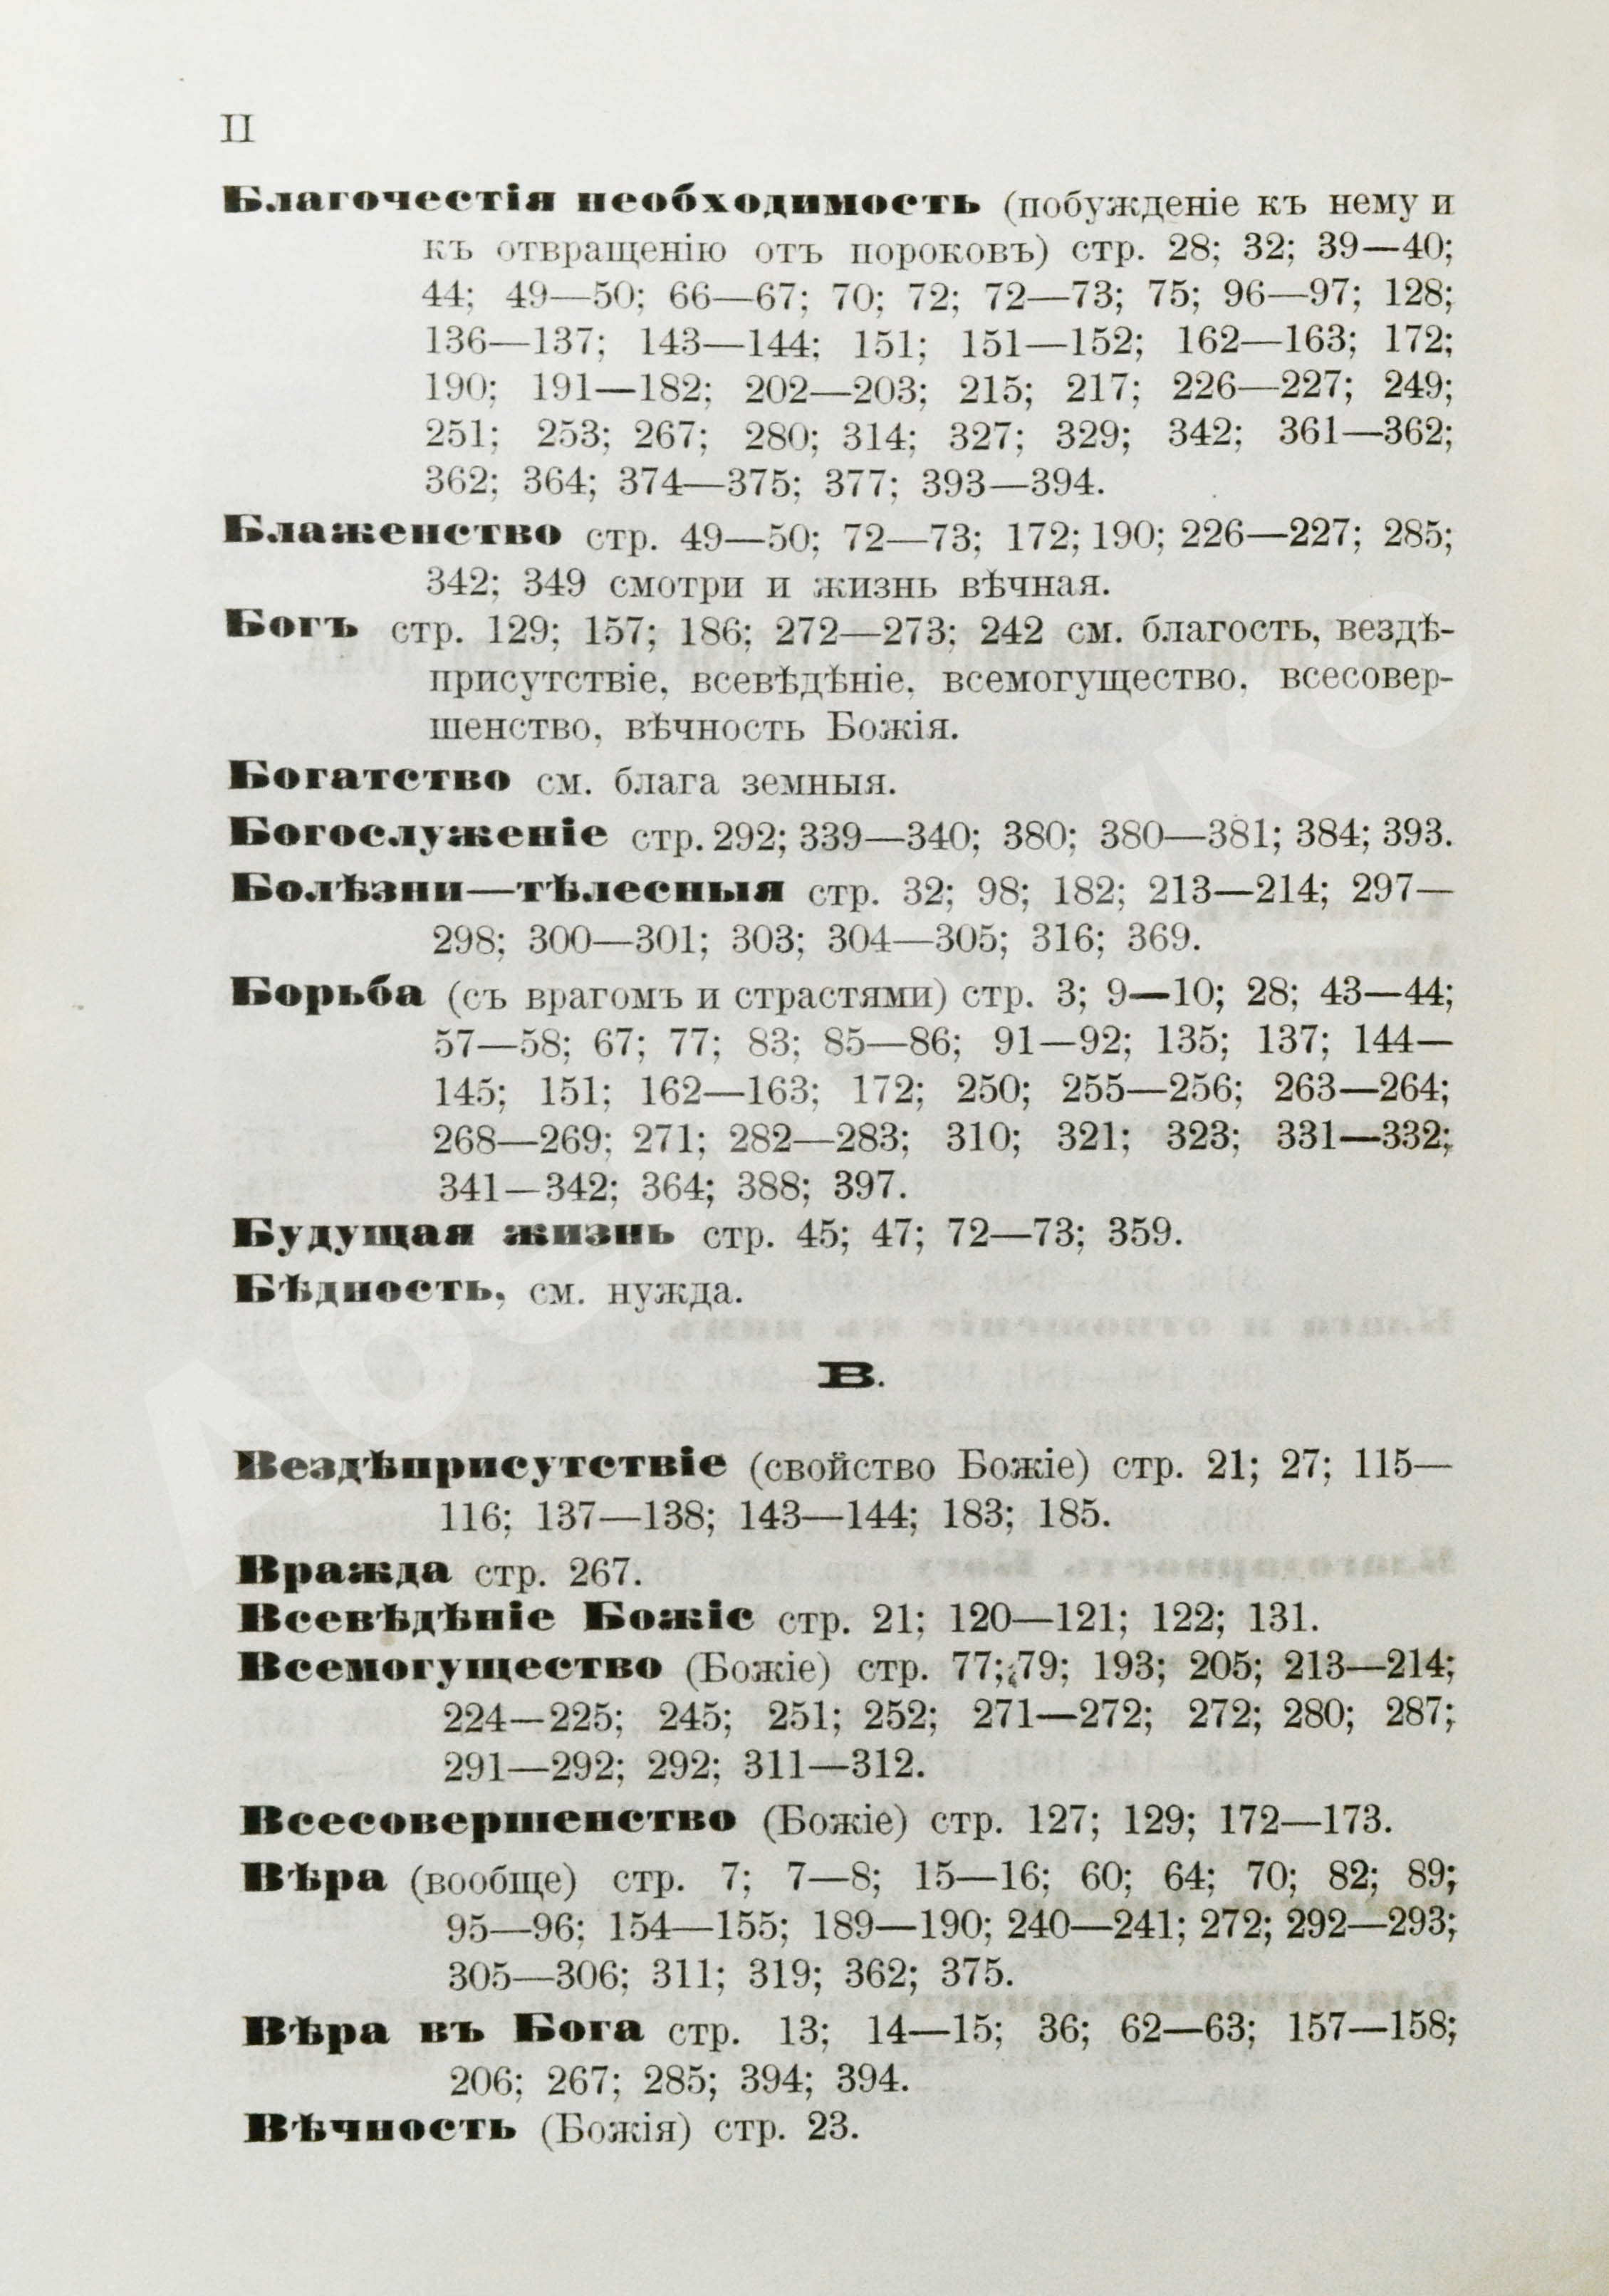 II
Благочестія необходимость (побужденіе къ нему и
къ отвращенію отъ пороковъ) стр. 28; 32; 39—40;
44; 49—50; 66—67; 70; 72; 72—73; 75; 96—97; 128;
136—137; 143—144; 151; 151—152; 162—163; 172;
190; 191—182; 202—203; 215; 217; 226—227; 249;
251; 253; 267; 280; 314; 327; 329; 342; 361—362;
362; 364; 374—375; 377; 393—394.
Блаженство стр. 49—50; 72—73; 172; 190; 226—227; 285;
342; 349 смотри и жизнь вѣчная.
Богъ стр. 129; 157; 186; 272—273; 242 см. благость, вездѣ-
присутствіе, всевѣдѣніе, всемогущество, всесовер-
шенство, вѣчность Божія.
Богатство см. блага земныя.
Богослуженіе стр. 292; 339—340; 380; 380—381; 384; 393.
Болѣзни—тѣлесныя стр. 32; 98; 182; 213—214; 297—
298; 300—301; 303; 304—305; 316; 369.
Борьба (съ врагомъ и страстями) стр. 3; 9—10; 28; 43—44;
57—58; 67; 77; 83; 85—86; 91—92; 135; 137; 144—
145; 151; 162—163; 172; 250; 255—256; 263—264;
268—269; 271; 282—283; 310; 321; 323; 331—332;
341—342; 364; 388; 397.
Будущая жизнь стр. 45; 47; 72—73; 359.
Бѣдность, см. нужда.
В.
Вездѣприсутствіе (свойство Божіе) стр. 21; 27; 115—
116; 137—138; 143—144; 183; 185.
Вражда стр. 267.
Всевѣдѣніе Божіс стр. 21; 120—121; 122; 131.
Всемогущество (Божіе) стр. 77; 79; 193; 205; 213—214;
224—225; 245; 251; 252; 271—272; 272; 280; 287;
291—292; 292; 311—312.
Всесовершенство (Божіе) стр. 127; 129; 172—173.
Вѣра (вообще) стр. 7; 7—8; 15—16; 60; 64; 70; 82; 89;
95—96; 154—155; 189—190; 240—241; 272; 292—293;
305—306; 311; 319; 362; 375.
Вѣра въ Бога стр. 13; 14—15; 36; 62—63; 157—158;
206; 267; 285; 394; 394.
Вѣчность (Божія) стр. 23.